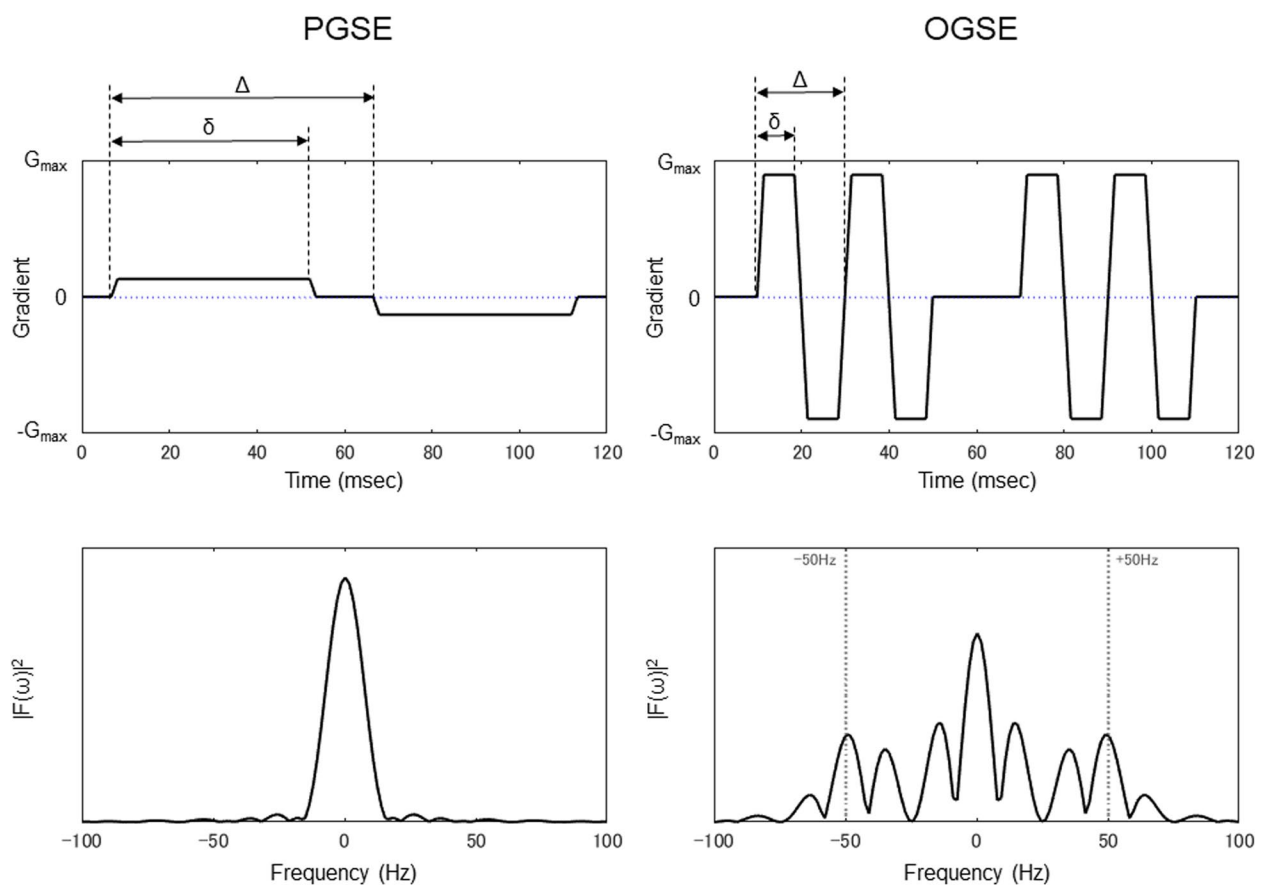 PGSE
OGSE
Δ
δ
Gmax
0
-Gmax
Gradient
0 20 40 60 80 100 120
Time (msec)
Δ
δ
Gmax
0
-Gmax
Gradient
0 20 40 60 80 100 120
Time (msec)
|F(ω)|²
−100 −50 0 50 100
Frequency (Hz)
−50Hz
+50Hz
|F(ω)|²
−100 −50 0 50 100
Frequency (Hz)